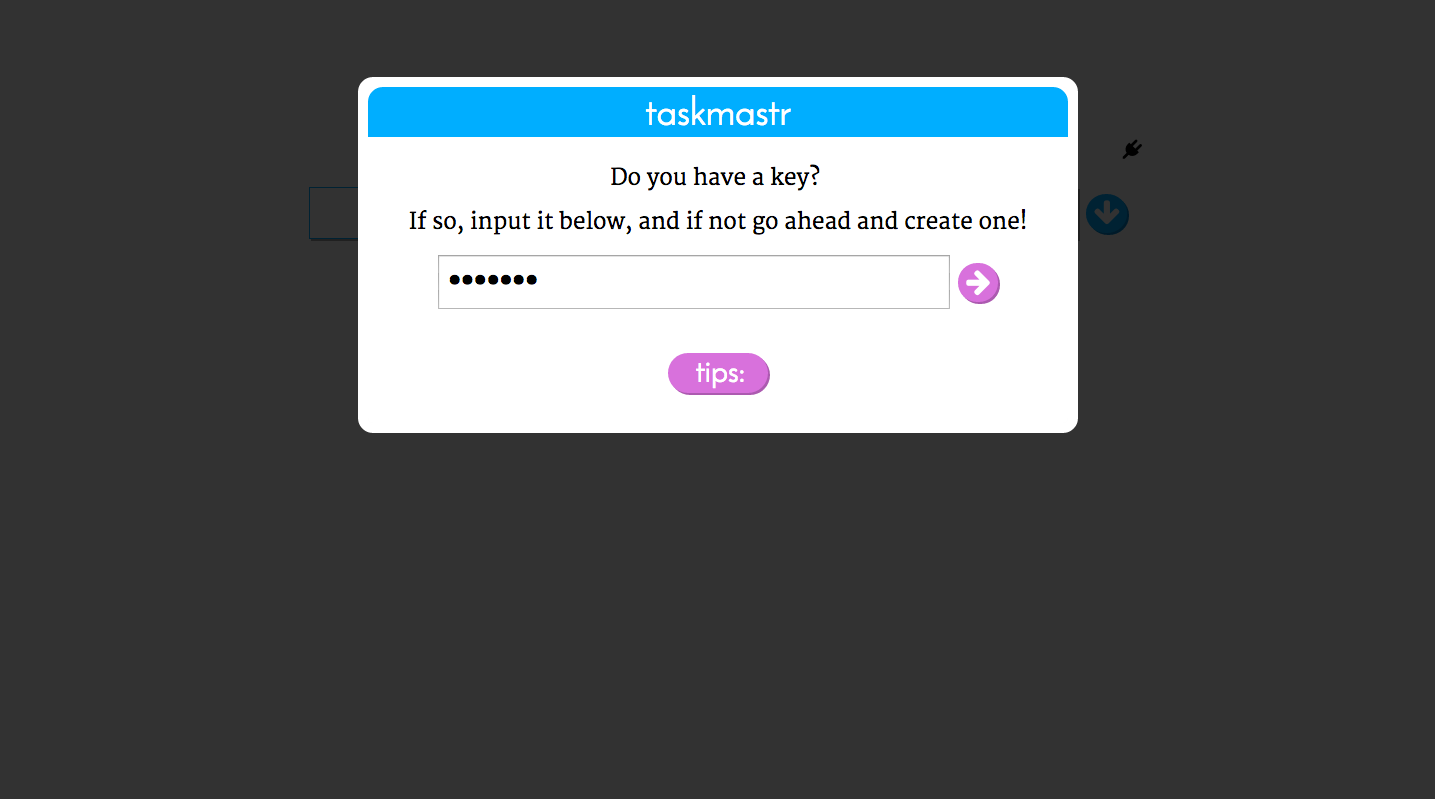 taskmastr
Do you have a key?
If so, input it below, and if not go ahead and create one!
•••••••
tips: